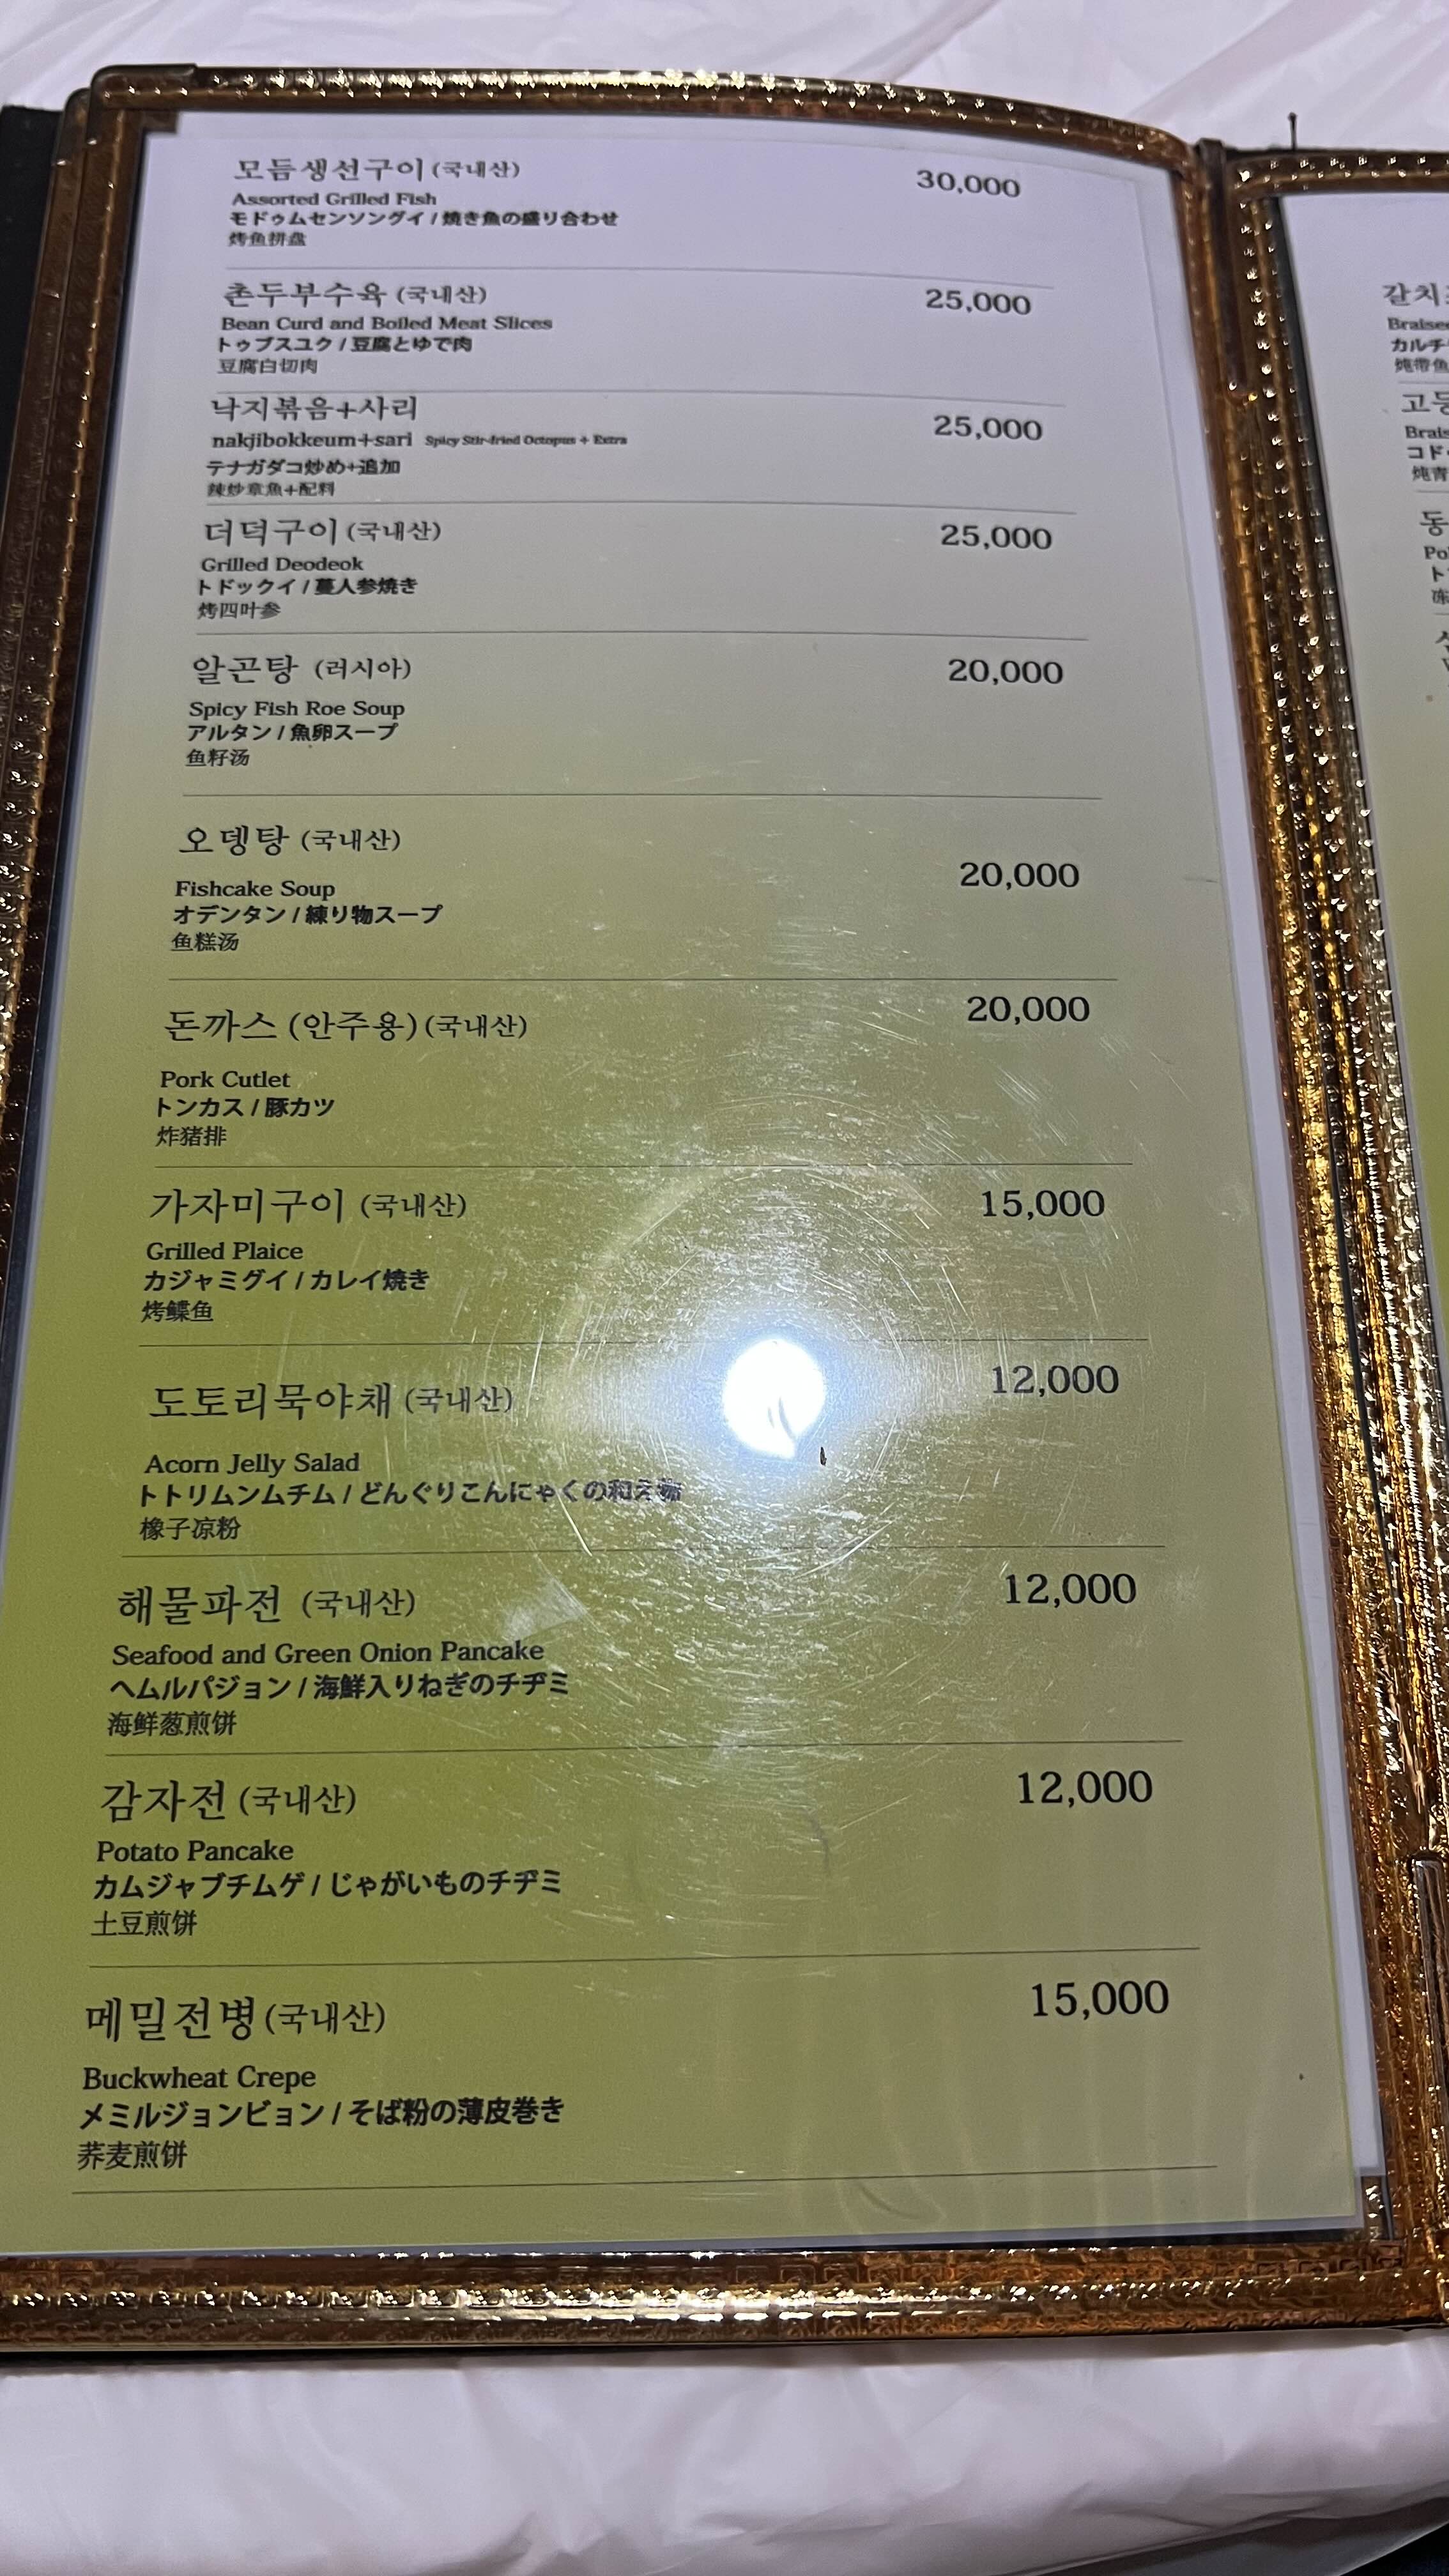 모듬생선구이(국내산) 30,000
Assorted Grilled Fish
モドゥムセンソングイ / 焼き魚の盛り合わせ
烤鱼拼盘
촌두부수육 (국내산) 25,000
Bean Curd and Boiled Meat Slices
トゥブスユク / 豆腐とゆで肉
豆腐白切肉
낙지볶음+사리 25,000
nakjibokkeum+sari Spicy Stir-fried Octopus + Extra
テナガダコ炒め+追加
辣炒章魚+配料
더덕구이(국내산) 25,000
Grilled Deodeok
トドックイ / 蔓人参焼き
烤四叶参
알곤탕 (러시아) 20,000
Spicy Fish Roe Soup
アルタン / 魚卵スープ
鱼籽汤
오뎅탕 (국내산) 20,000
Fishcake Soup
オデンタン / 練り物スープ
鱼糕汤
돈까스 (안주용)(국내산) 20,000
Pork Cutlet
トンカス / 豚カツ
炸猪排
가자미구이 (국내산) 15,000
Grilled Plaice
カジャミグイ / カレイ焼き
烤鲽鱼
도토리묵야채 (국내산) 12,000
Acorn Jelly Salad
トトリムンムチム / どんぐりこんにゃくの和え物
橡子凉粉
해물파전 (국내산) 12,000
Seafood and Green Onion Pancake
ヘムルパジョン / 海鮮入りねぎのチヂミ
海鲜葱煎饼
감자전 (국내산) 12,000
Potato Pancake
カムジャブチムゲ / じゃがいものチヂミ
土豆煎饼
메밀전병(국내산) 15,000
Buckwheat Crepe
メミルジョンビョン / そば粉の薄皮巻き
荞麦煎饼
갈치
カルチ
炖带鱼
コド
炖青
동